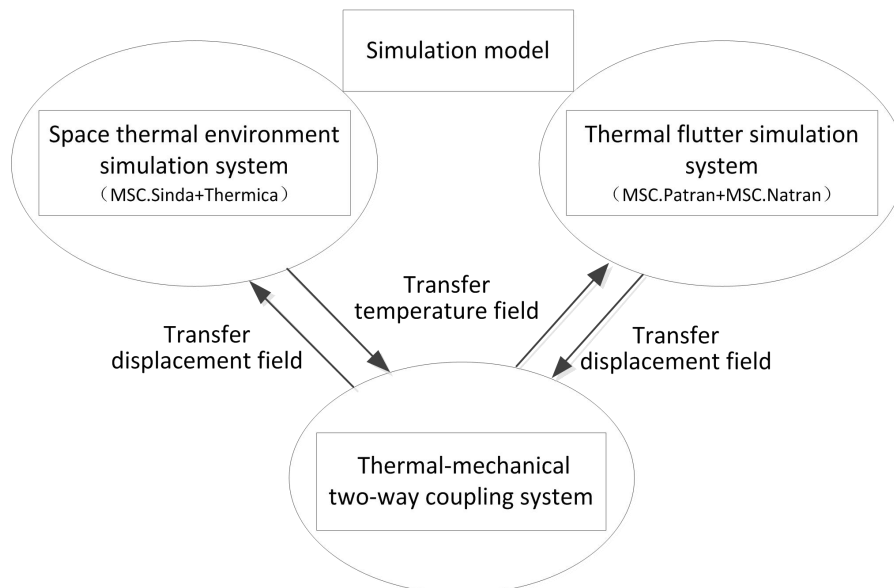 Simulation model
Space thermal environment
simulation system
（MSC.Sinda+Thermica）
Thermal flutter simulation
system
（MSC.Patran+MSC.Natran）
Transfer
temperature field
Transfer
displacement field
Transfer
displacement field
Thermal-mechanical
two-way coupling system